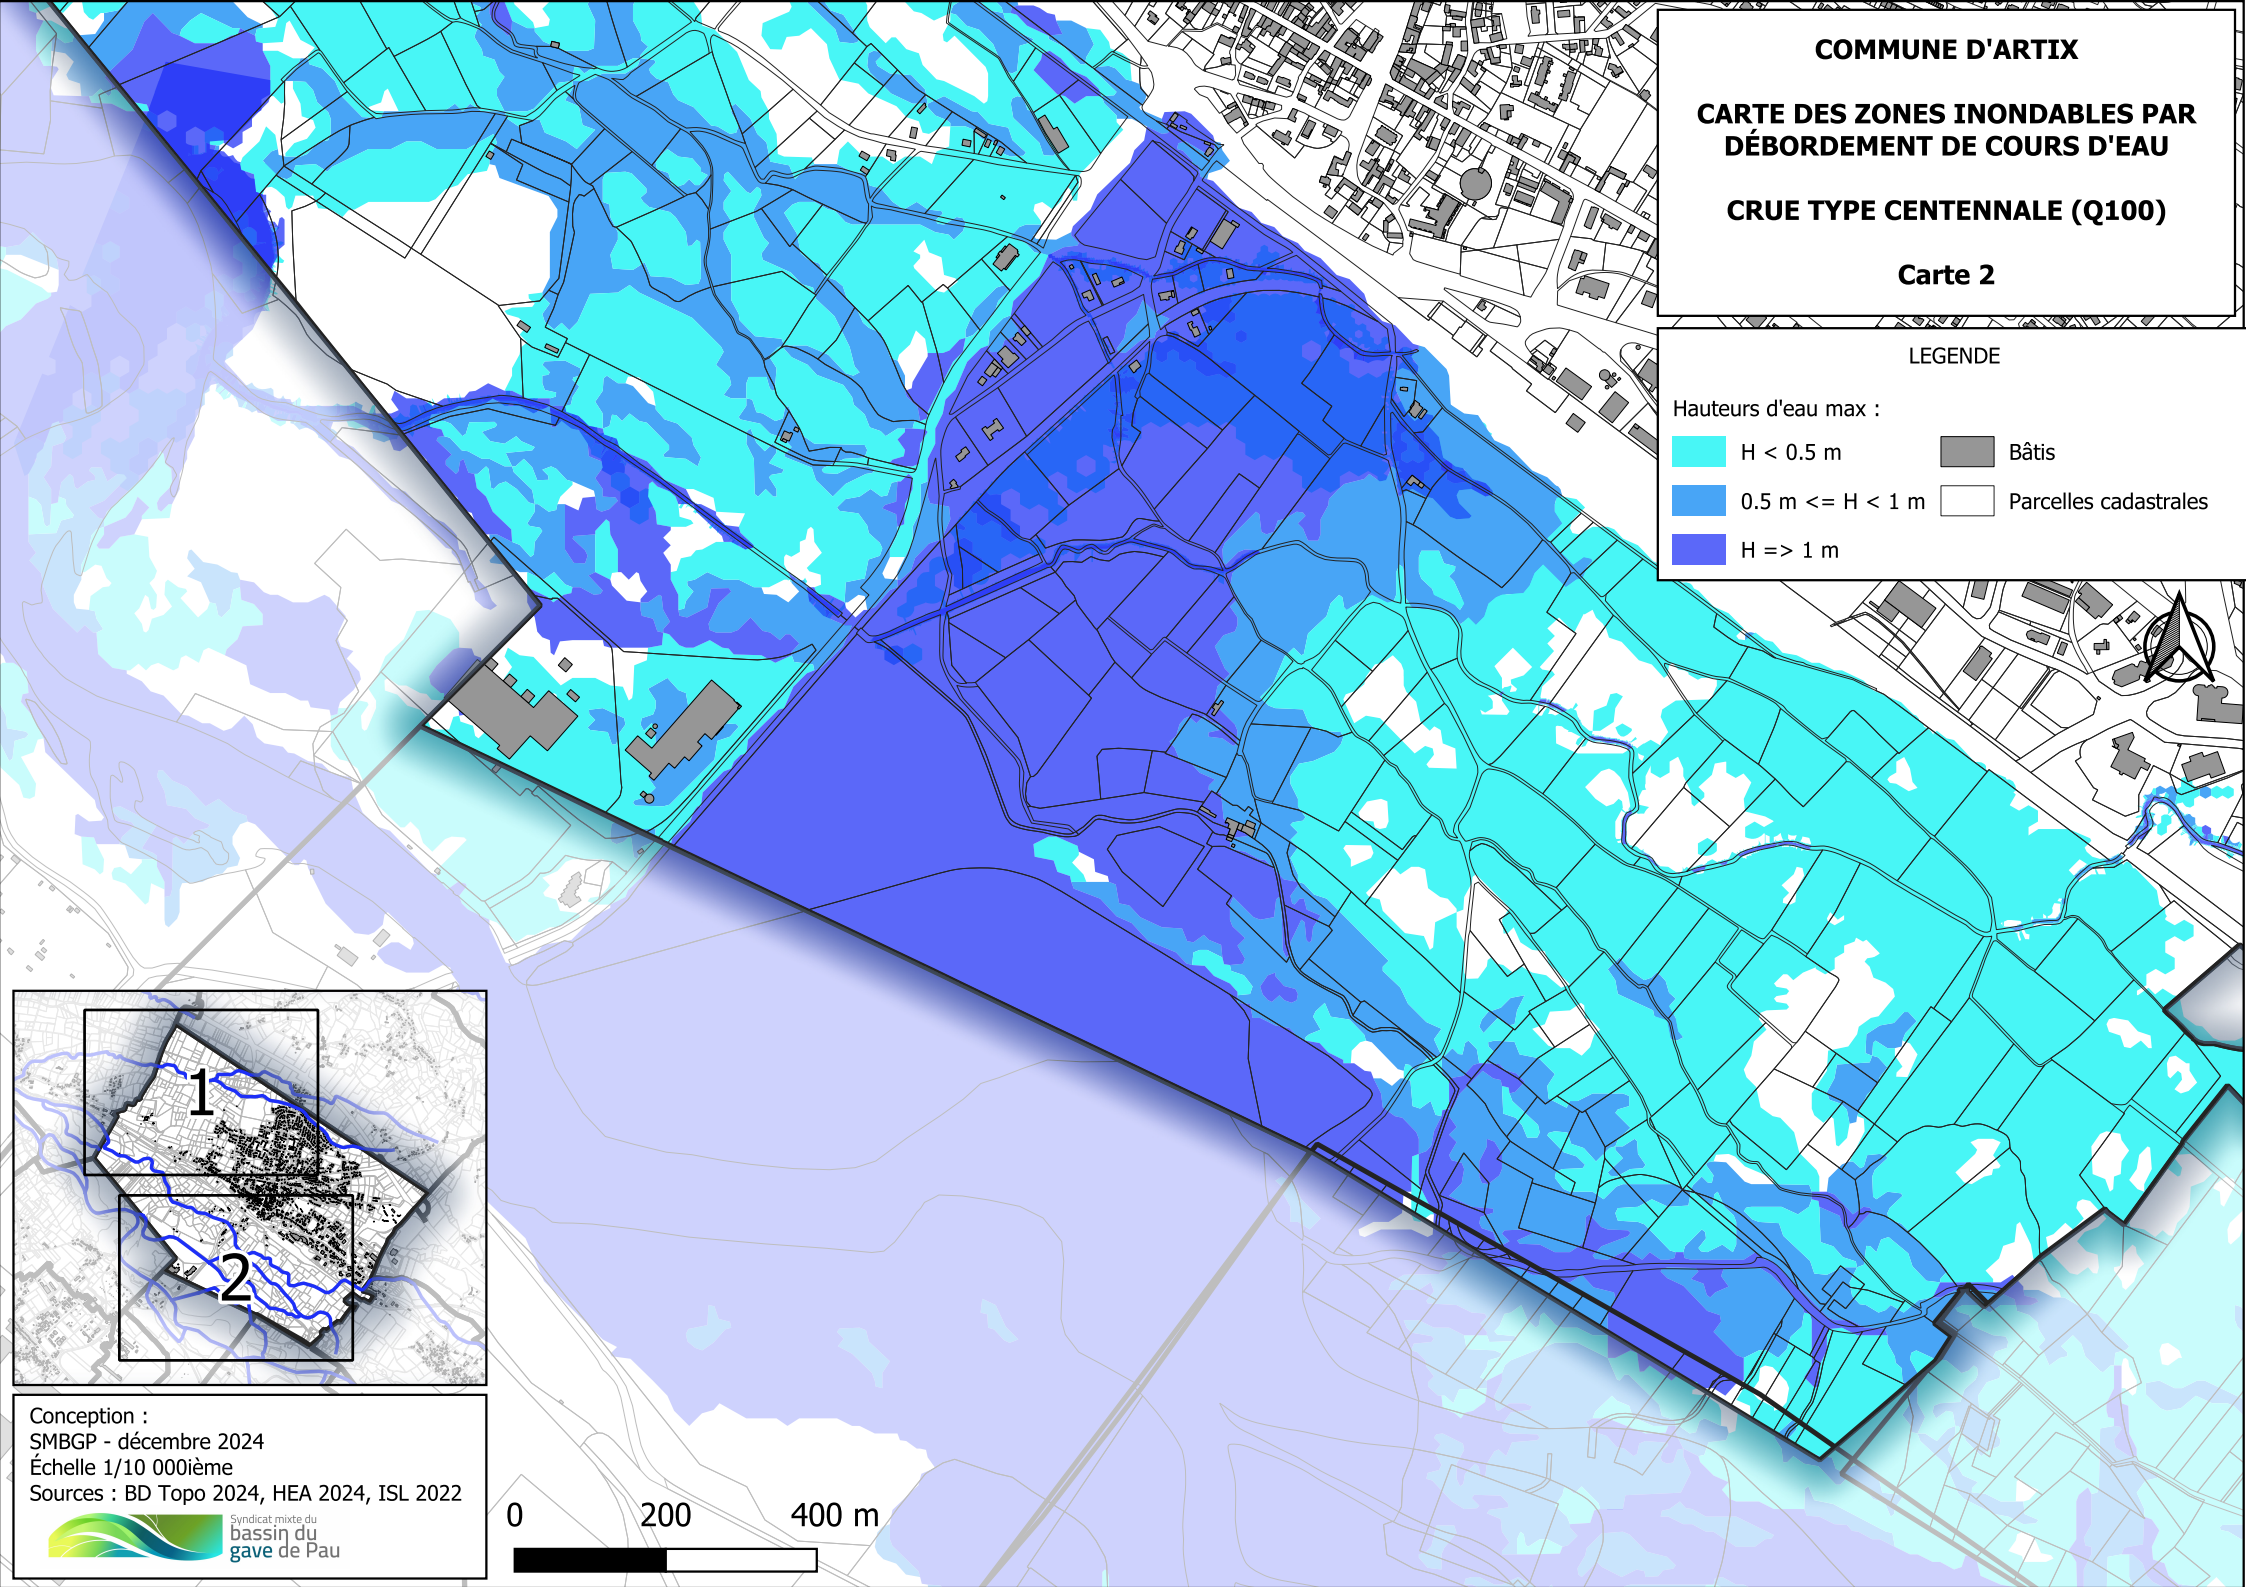 COMMUNE D'ARTIX
CARTE DES ZONES INONDABLES PAR
DÉBORDEMENT DE COURS D'EAU
CRUE TYPE CENTENNALE (Q100)
Carte 2
LEGENDE
Hauteurs d'eau max :
H < 0.5 m
Bâtis
0.5 m <= H < 1 m
Parcelles cadastrales
H => 1 m
1
2
Conception :
SMBGP - décembre 2024
Échelle 1/10 000ième
Sources : BD Topo 2024, HEA 2024, ISL 2022
Syndicat mixte du
bassin du
gave de Pau
0 200 400 m